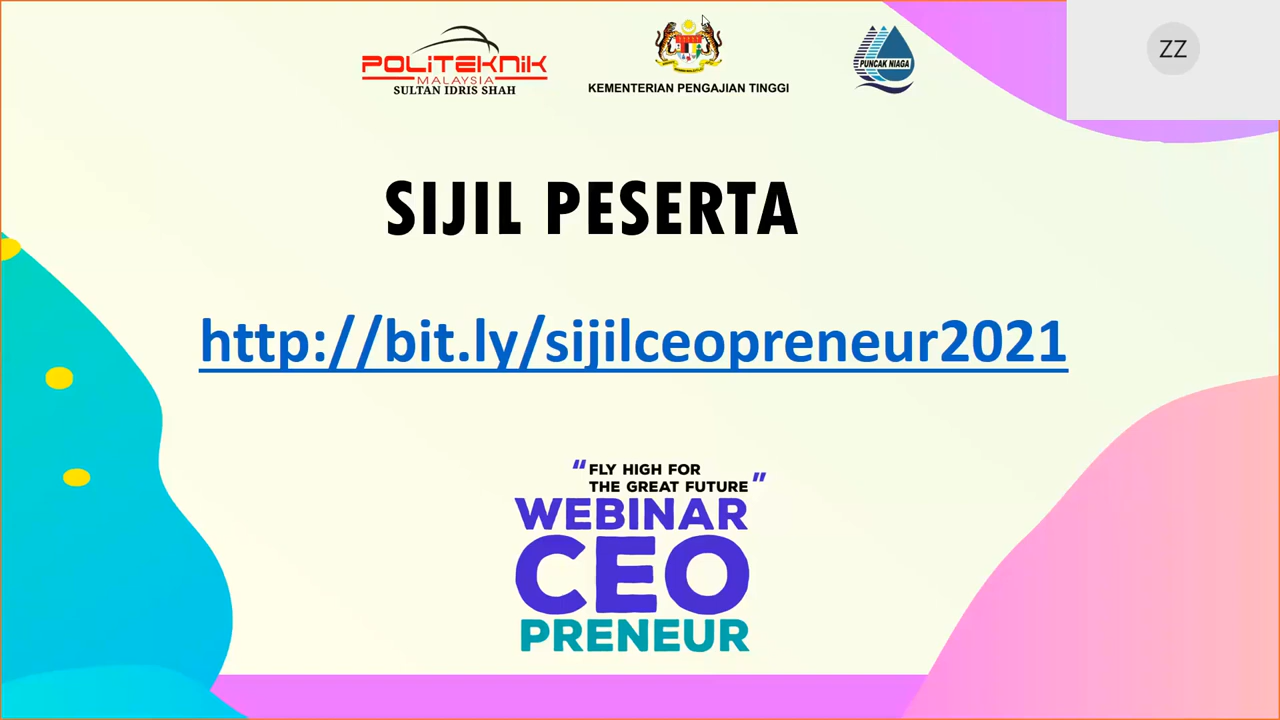 POLITEKNIK
MALAYSIA
SULTAN IDRIS SHAH
KEMENTERIAN PENGAJIAN TINGGI
PUNCAK NIAGA
ZZ
SIJIL PESERTA
http://bit.ly/sijilceopreneur2021
“FLY HIGH FOR
THE GREAT FUTURE”
WEBINAR
CEO
PRENEUR